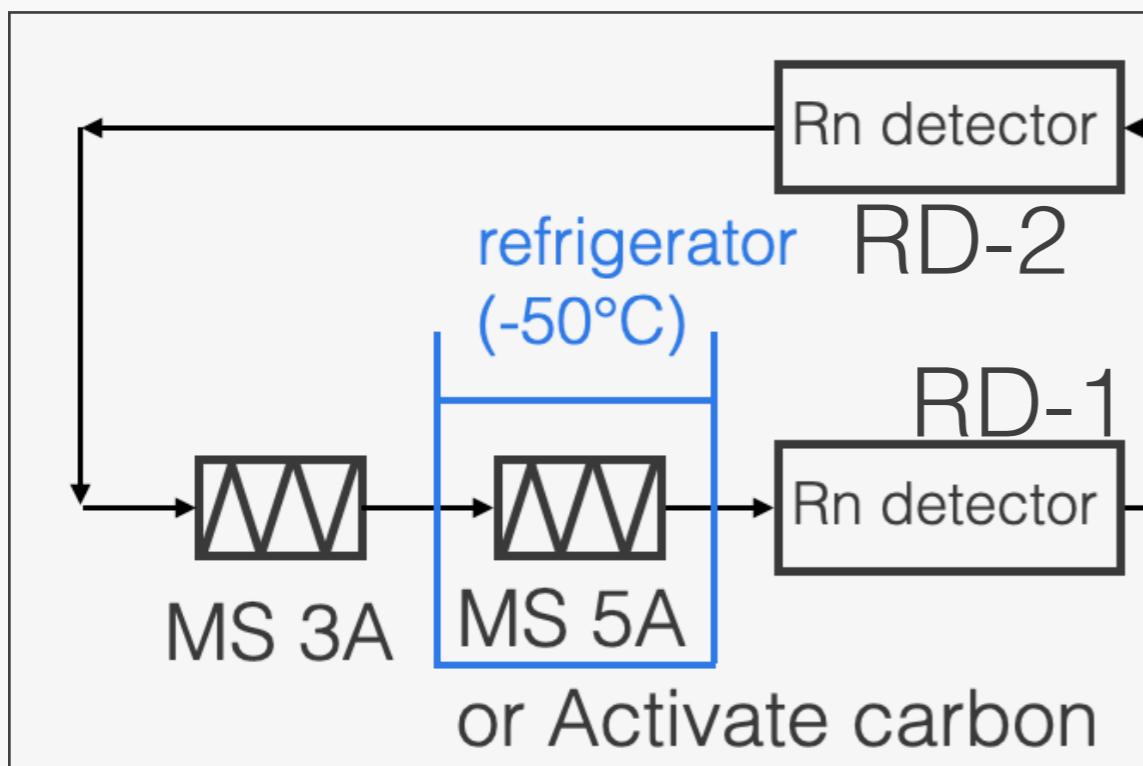 Rn detector
RD-2
refrigerator
(-50°C)
RD-1
Rn detector
MS 3A
MS 5A
or Activate carbon